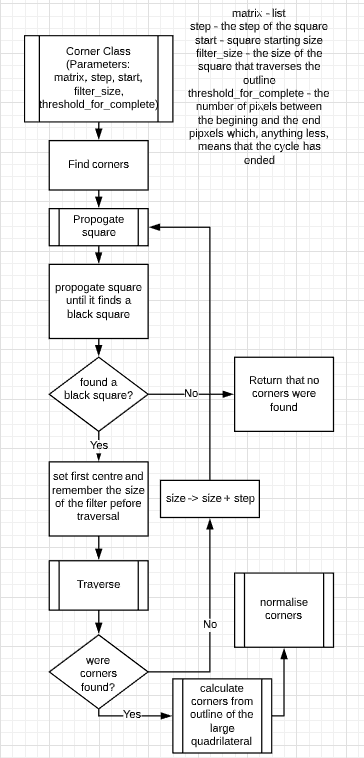 matrix - list
step - the step of the square
start - square starting size
filter_size - the size of the
square that traverses the
outline
threshold_for_complete - the
number of pixels between
the begining and the end
pipxels which, anything less,
means that the cycle has
ended
Corner Class
(Parameters:
matrix, step, start,
filter_size,
threshold_for_complete)
Find corners
Propogate
square
propogate square
until it finds a
black square
found a
black square?
No
Return that no
corners were
found
Yes
set first centre and
remember the size
of the filter pefore
traversal
size -> size + step
Traverse
normalise
corners
No
were
corners
found?
Yes
calculate
corners from
outline of the
large
quadrilateral